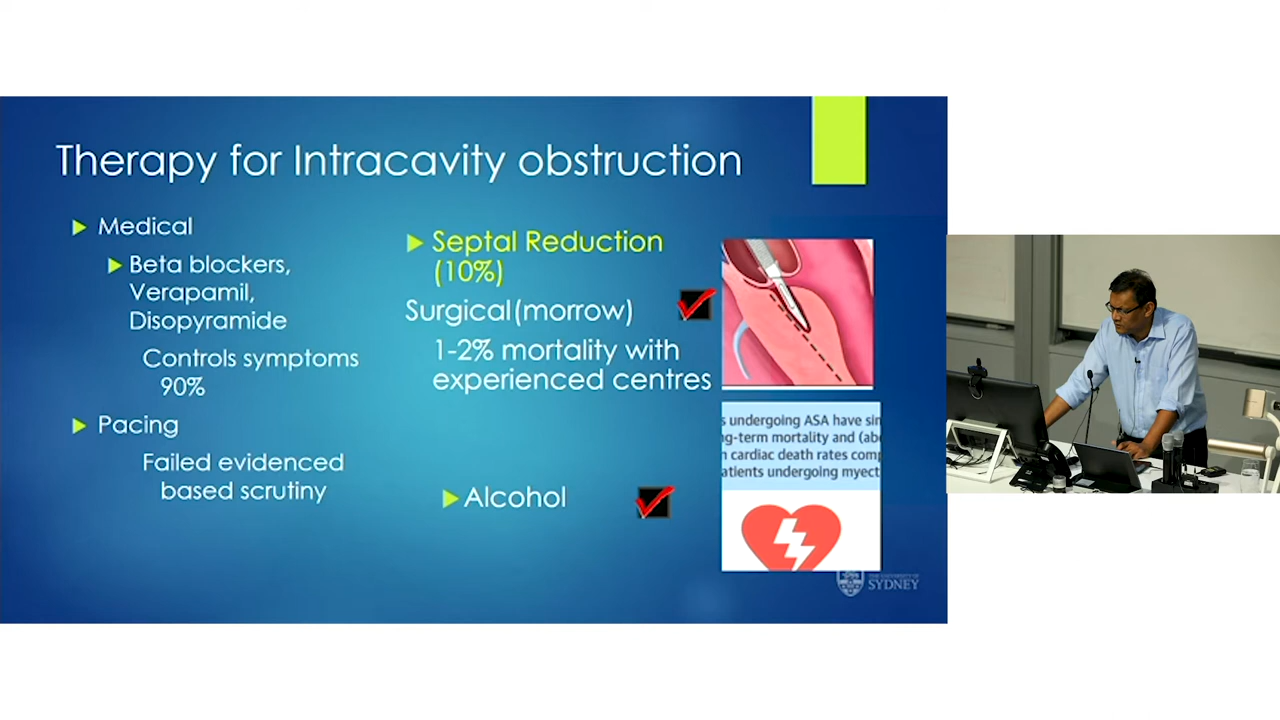 Therapy for Intracavity obstruction
Medical
Beta blockers,
Verapamil,
Disopyramide
Controls symptoms
90%
Pacing
Failed evidenced
based scrutiny
Septal Reduction
(10%)
Surgical(morrow)
1-2% mortality with
experienced centres
Alcohol
s undergoing ASA have sin
g-term mortality and (abo
cardiac death rates comp
atients undergoing myect
SYDNEY